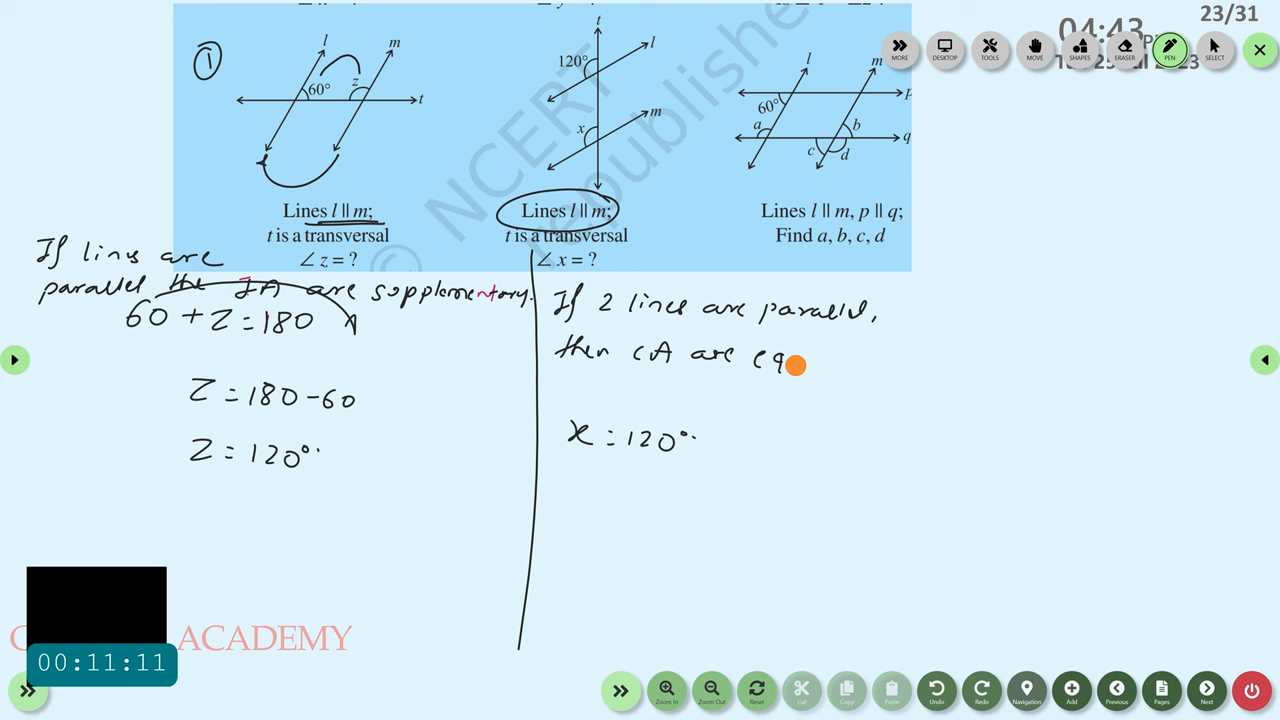 23/31
04:43
MORE
DESKTOP
TOOLS
MOVE
SHAPES
ERASER
PEN
SELECT
①
l
m
60°
z
t
t
l
120°
m
x
l
m
p
60°
a
b
q
c
d
© NCERT
republishe
Lines l || m;
t is a transversal
∠ z = ?
Lines l || m;
t is a transversal
∠ x = ?
Lines l || m, p || q;
Find a, b, c, d
If lines are
parallel the IA are supplementary.
60 + Z = 180
Z = 180 - 60
Z = 120°.
If 2 lines are parallel,
then CA are eq
x = 120°.
ACADEMY
00:11:11
Zoom In
Zoom Out
Reset
Cut
Copy
Paste
Undo
Redo
Navigation
Add
Previous
Pages
Next